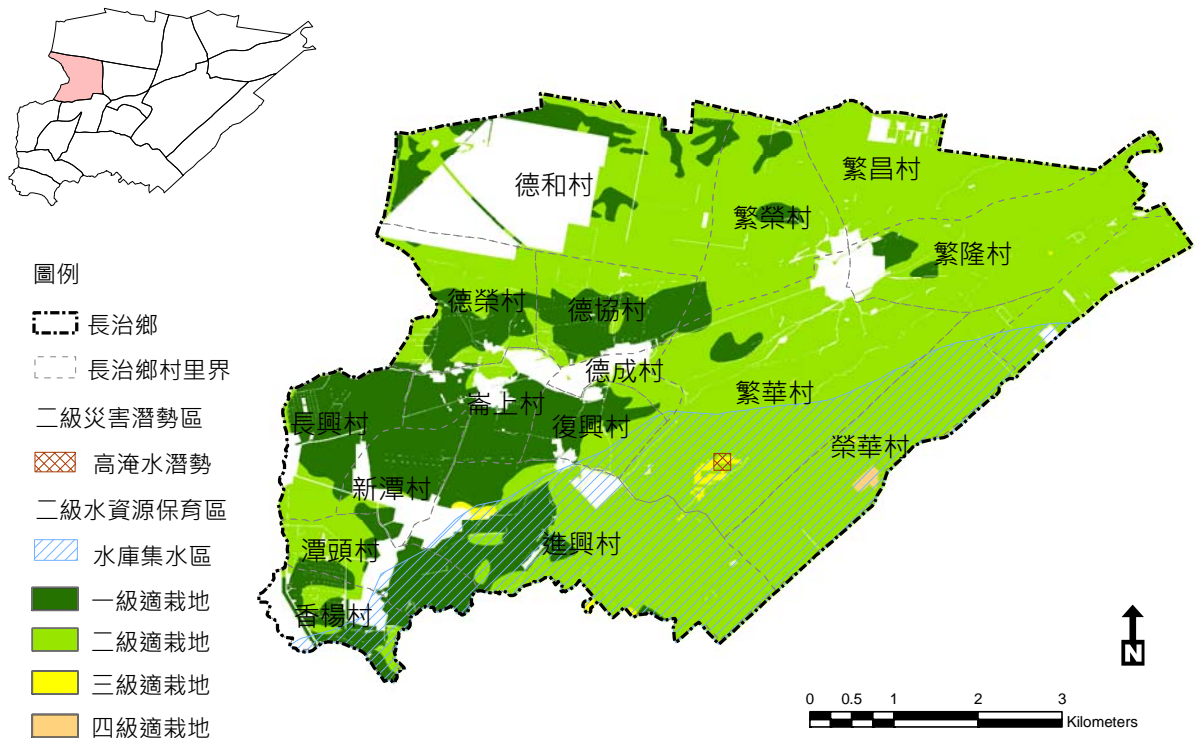 德和村
繁昌村
繁榮村
繁隆村
德榮村
德協村
德成村
繁華村
崙上村
長興村
復興村
榮華村
新潭村
潭頭村
進興村
香楊村
圖例
長治鄉
長治鄉村里界
二級災害潛勢區
高淹水潛勢
二級水資源保育區
水庫集水區
一級適栽地
二級適栽地
三級適栽地
四級適栽地
N
0 0.5 1 2 3
Kilometers